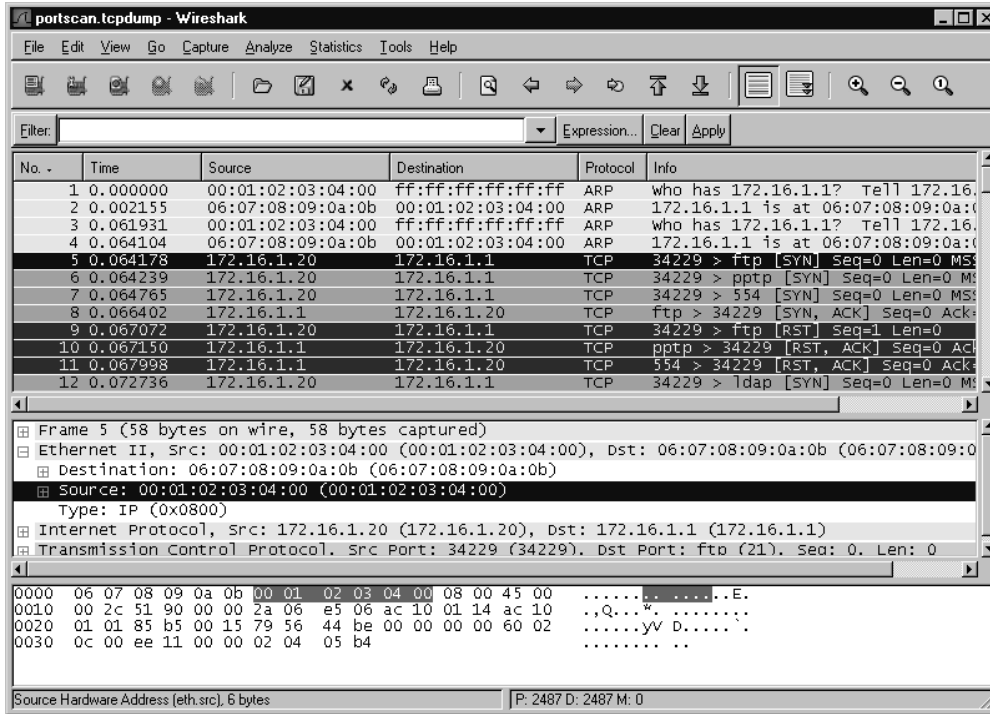 portscan.tcpdump - Wireshark
File Edit View Go Capture Analyze Statistics Tools Help
Filter: Expression... Clear Apply
No. Time Source Destination Protocol Info
1 0.000000 00:01:02:03:04:00 ff:ff:ff:ff:ff:ff ARP who has 172.16.1.1? Tell 172.16.
2 0.002155 06:07:08:09:0a:0b 00:01:02:03:04:00 ARP 172.16.1.1 is at 06:07:08:09:0a:0
3 0.061931 00:01:02:03:04:00 ff:ff:ff:ff:ff:ff ARP who has 172.16.1.1? Tell 172.16.
4 0.064104 06:07:08:09:0a:0b 00:01:02:03:04:00 ARP 172.16.1.1 is at 06:07:08:09:0a:0
5 0.064178 172.16.1.20 172.16.1.1 TCP 34229 > ftp [SYN] Seq=0 Len=0 MSS
6 0.064239 172.16.1.20 172.16.1.1 TCP 34229 > pptp [SYN] Seq=0 Len=0 MS
7 0.064765 172.16.1.20 172.16.1.1 TCP 34229 > 554 [SYN] Seq=0 Len=0 MSS
8 0.066402 172.16.1.1 172.16.1.20 TCP ftp > 34229 [SYN, ACK] Seq=0 Ack=
9 0.067072 172.16.1.20 172.16.1.1 TCP 34229 > ftp [RST] Seq=1 Len=0
10 0.067150 172.16.1.1 172.16.1.20 TCP pptp > 34229 [RST, ACK] Seq=0 Ack
11 0.067998 172.16.1.1 172.16.1.20 TCP 554 > 34229 [RST, ACK] Seq=0 Ack=
12 0.072736 172.16.1.20 172.16.1.1 TCP 34229 > ldap [SYN] Seq=0 Len=0 MS
Frame 5 (58 bytes on wire, 58 bytes captured)
Ethernet II, Src: 00:01:02:03:04:00 (00:01:02:03:04:00), Dst: 06:07:08:09:0a:0b (06:07:08:09:0
Destination: 06:07:08:09:0a:0b (06:07:08:09:0a:0b)
Source: 00:01:02:03:04:00 (00:01:02:03:04:00)
Type: IP (0x0800)
Internet Protocol, Src: 172.16.1.20 (172.16.1.20), Dst: 172.16.1.1 (172.16.1.1)
Transmission Control Protocol, Src Port: 34229 (34229), Dst Port: ftp (21), Seq: 0, Len: 0
0000 06 07 08 09 0a 0b 00 01 02 03 04 00 08 00 45 00 ........ ......E.
0010 00 2c 51 90 00 00 2a 06 e5 06 ac 10 01 14 ac 10 .,Q...*. ........
0020 01 01 85 b5 00 15 79 56 44 be 00 00 00 00 60 02 ......yV D.....`.
0030 0c 00 ee 11 00 00 02 04 05 b4 ........ ..
Source Hardware Address (eth.src), 6 bytes P: 2487 D: 2487 M: 0